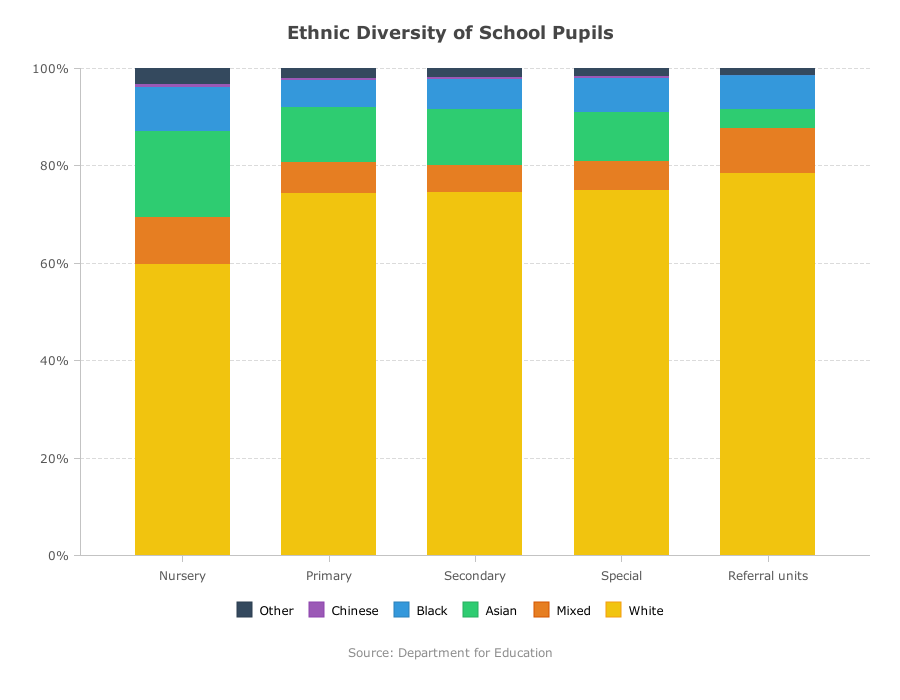 Ethnic Diversity of School Pupils
100%
80%
60%
40%
20%
0%
Nursery Primary Secondary Special Referral units
Other Chinese Black Asian Mixed White
Source: Department for Education